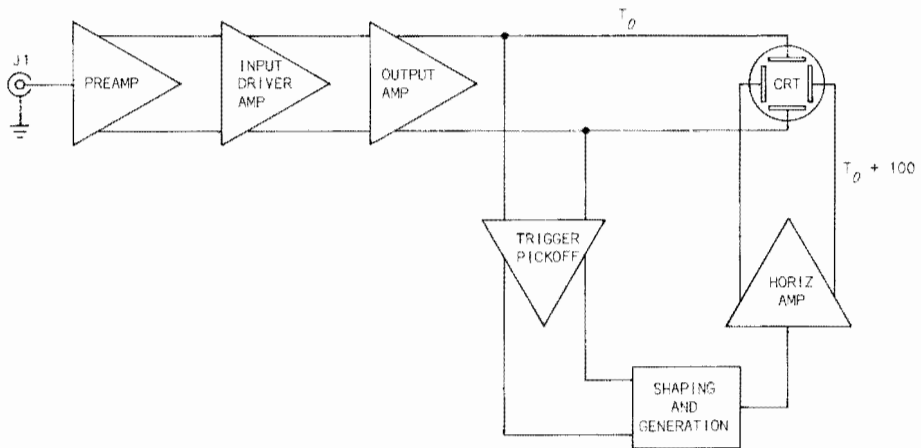 T₀
J1
PREAMP
INPUT
DRIVER
AMP
OUTPUT
AMP
CRT
T₀ + 100
TRIGGER
PICKOFF
HORIZ
AMP
SHAPING
AND
GENERATION